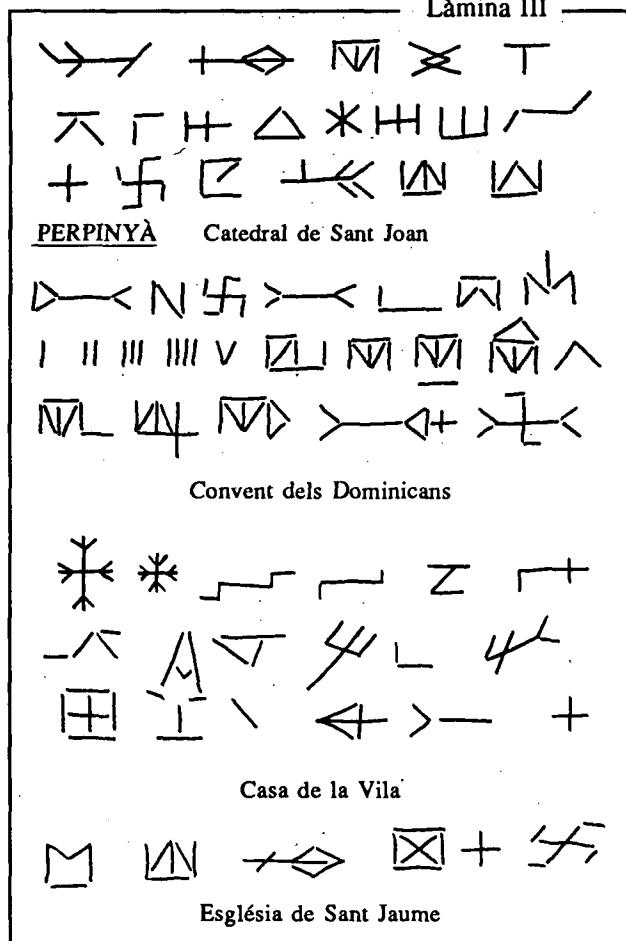 Làmina III
PERPINYÀ Catedral de Sant Joan
Convent dels Dominicans
Casa de la Vila
Església de Sant Jaume